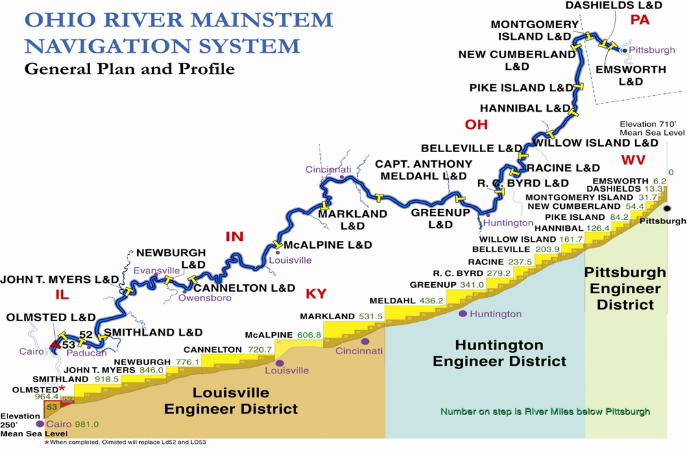 OHIO RIVER MAINSTEM
NAVIGATION SYSTEM
General Plan and Profile
DASHIELDS L&D
PA
MONTGOMERY
ISLAND L&D
Pittsburgh
NEW CUMBERLAND
L&D
EMSWORTH
L&D
PIKE ISLAND L&D
HANNIBAL L&D
OH
Elevation 710'
Mean Sea Level
WILLOW ISLAND L&D
BELLEVILLE L&D
WV
CAPT. ANTHONY
MELDAHL L&D
RACINE L&D
R. C. BYRD L&D
Cincinnati
GREENUP
L&D
Huntington
MARKLAND
L&D
IN
McALPINE L&D
Louisville
NEWBURGH
L&D
Evansville
CANNELTON L&D
Owensboro
JOHN T. MYERS L&D
IL
KY
OLMSTED L&D
52
SMITHLAND L&D
53
Cairo
Paducah
0
EMSWORTH 6.2
DASHIELDS 13.3
MONTGOMERY ISLAND 31.7
NEW CUMBERLAND 54.4
PIKE ISLAND 84.2
HANNIBAL 126.4
WILLOW ISLAND 161.7
BELLEVILLE 203.9
RACINE 237.5
R. C. BYRD 279.2
GREENUP 341.0
MELDAHL 436.2
MARKLAND 531.5
McALPINE 606.8
CANNELTON 720.7
NEWBURGH 776.1
JOHN T. MYERS 846.0
SMITHLAND 918.5
OLMSTED*
964.4
53
Pittsburgh
Huntington
Cincinnati
Louisville
Pittsburgh
Engineer
District
Huntington
Engineer District
Louisville
Engineer District
Number on step is River Miles below Pittsburgh
Elevation
250'
Mean Sea Level
Cairo 981.0
*When completed, Olmsted will replace Ld52 and LD53